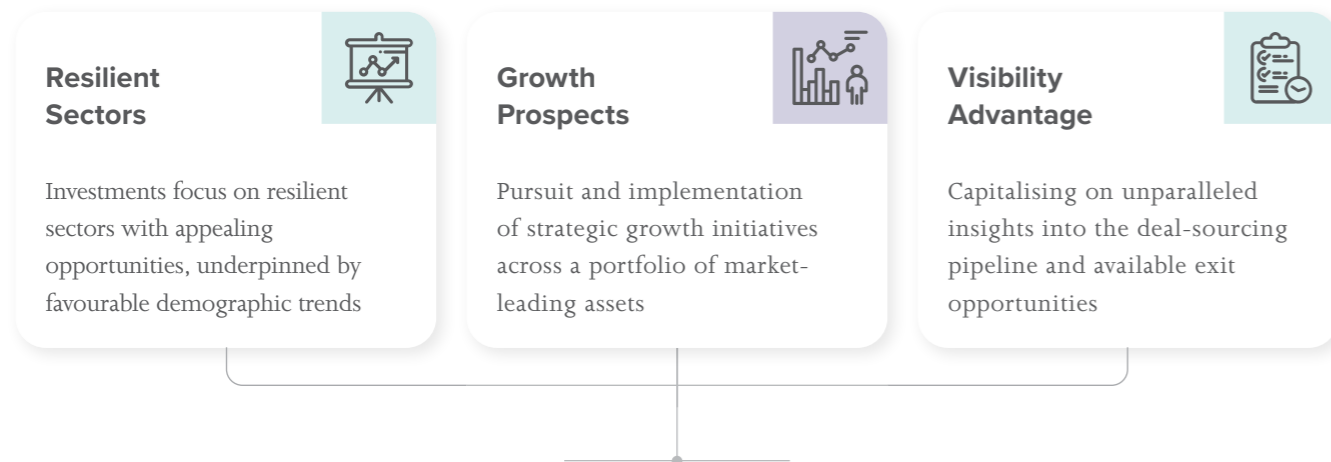 Resilient
Sectors
Investments focus on resilient
sectors with appealing
opportunities, underpinned by
favourable demographic trends
Growth
Prospects
Pursuit and implementation
of strategic growth initiatives
across a portfolio of market-
leading assets
Visibility
Advantage
Capitalising on unparalleled
insights into the deal-sourcing
pipeline and available exit
opportunities